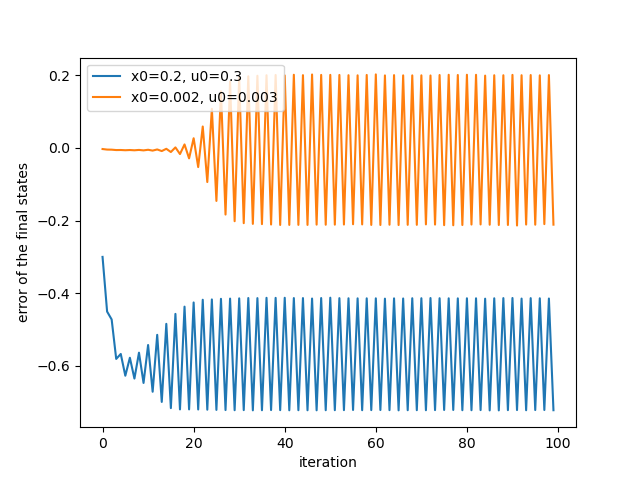 x0=0.2, u0=0.3
x0=0.002, u0=0.003
0.2
0.0
−0.2
−0.4
−0.6
error of the final states
0 20 40 60 80 100
iteration